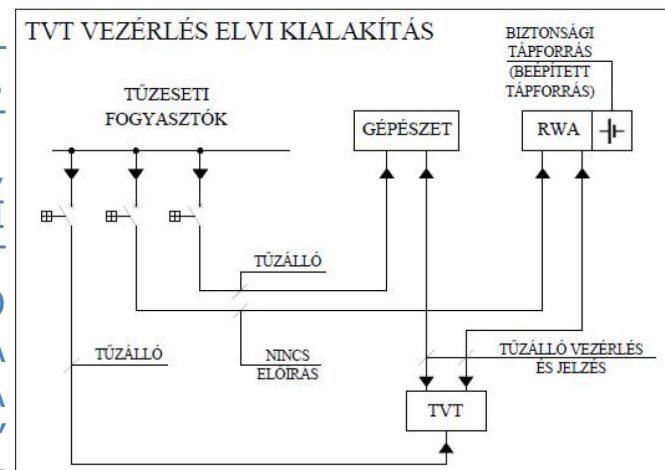 TVT VEZÉRLÉS ELVI KIALAKÍTÁS
BIZTONSÁGI
TÁPFORRÁS
(BEÉPÍTETT
TÁPFORRÁS)
TŰZESETI
FOGYASZTÓK
GÉPÉSZET
RWA
TŰZÁLLÓ
TŰZÁLLÓ
NINCS
ELŐÍRÁS
TŰZÁLLÓ VEZÉRLÉS
ÉS JELZÉS
TVT